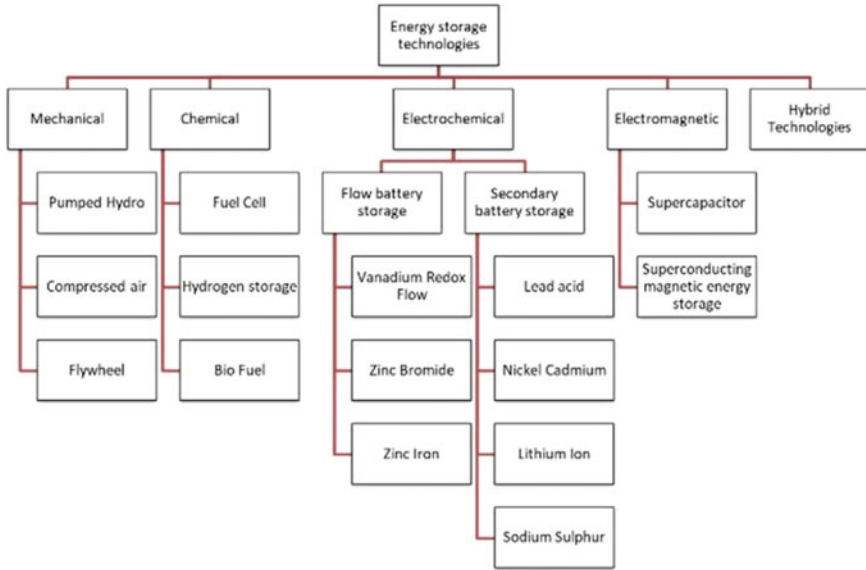 Energy storage
technologies
Mechanical
Chemical
Electrochemical
Electromagnetic
Hybrid
Technologies
Pumped Hydro
Fuel Cell
Flow battery
storage
Secondary
battery storage
Supercapacitor
Compressed air
Hydrogen storage
Vanadium Redox
Flow
Lead acid
Superconducting
magnetic energy
storage
Flywheel
Bio Fuel
Zinc Bromide
Nickel Cadmium
Zinc Iron
Lithium Ion
Sodium Sulphur